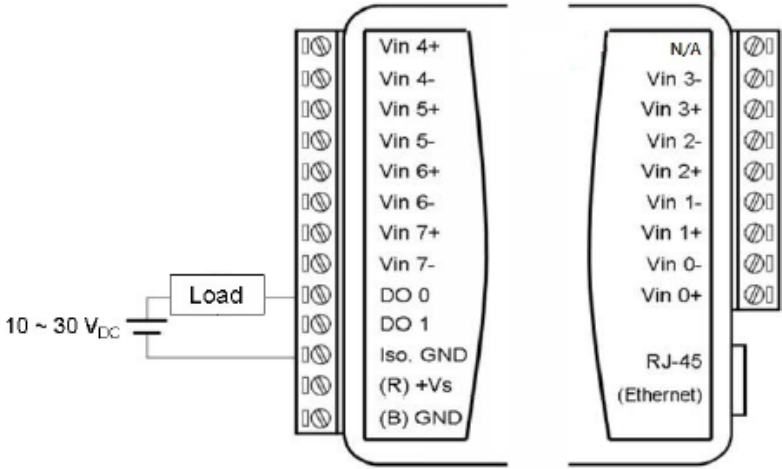 Vin 4+
Vin 4-
Vin 5+
Vin 5-
Vin 6+
Vin 6-
Vin 7+
Vin 7-
DO 0
DO 1
Iso. GND
(R) +Vs
(B) GND
Load
10 ~ 30 VDC
N/A
Vin 3-
Vin 3+
Vin 2-
Vin 2+
Vin 1-
Vin 1+
Vin 0-
Vin 0+
RJ-45
(Ethernet)